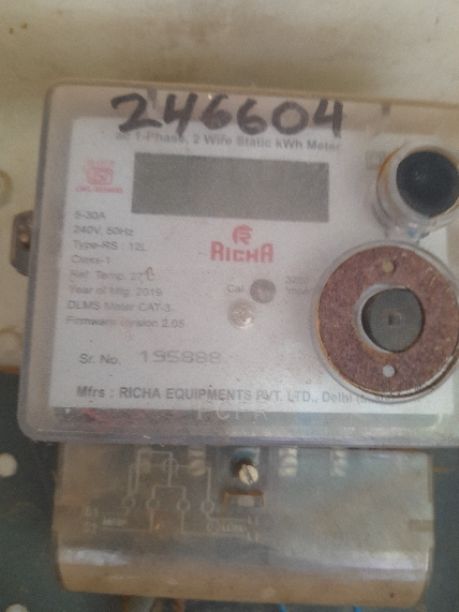 246604
1-Phase, 2 Wire Static kWh Meter
5-30A
240V, 50Hz
Type-RS : 12L
Class-1
Ref. Temp. 27
Year of Mfg. 2019
DLMS Meter CAT-3
Firmware version 2.05
RICHA
Cal
Sr. No. 195888
Mfrs : RICHA EQUIPMENTS PVT. LTD., Delhi